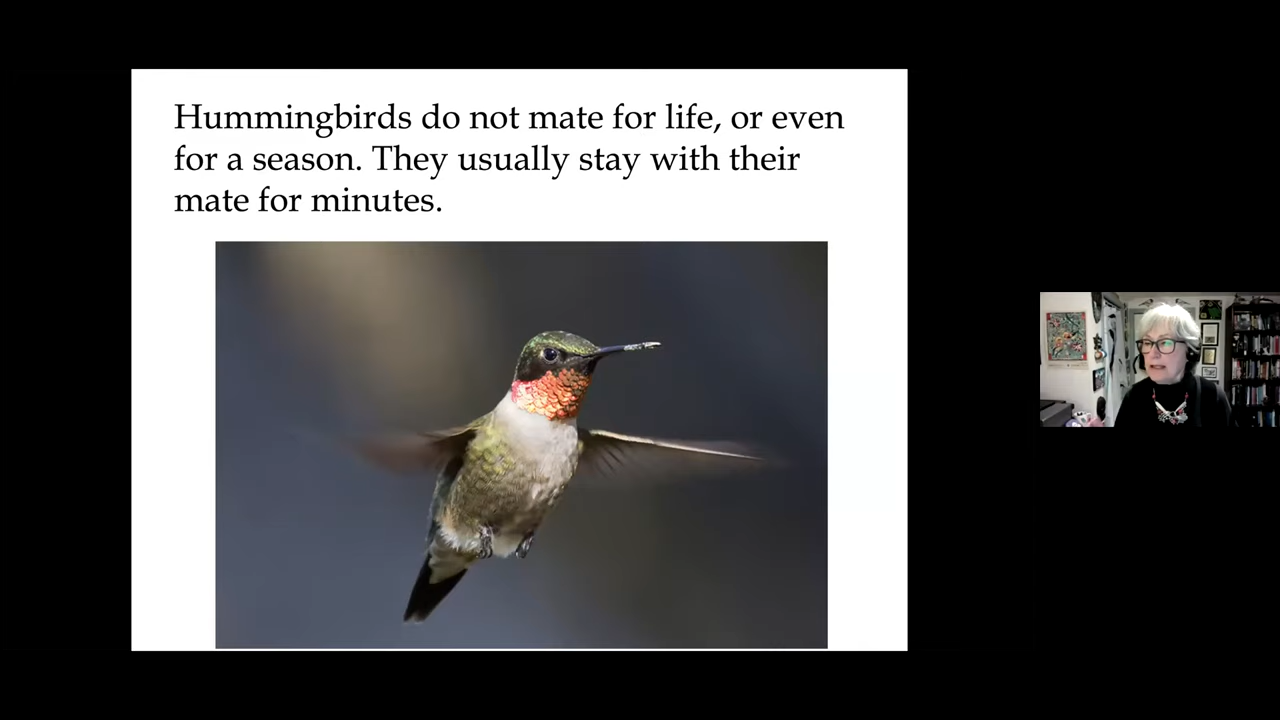 Hummingbirds do not mate for life, or even
for a season. They usually stay with their
mate for minutes.